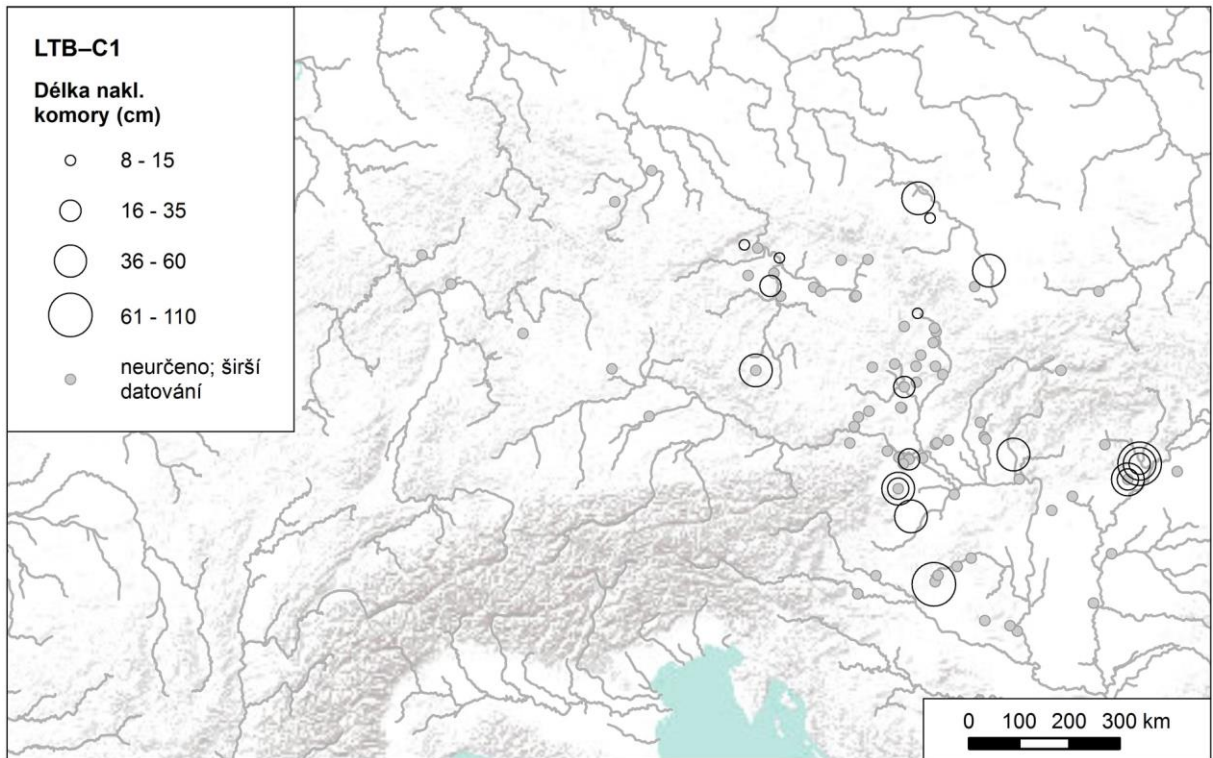 LTB–C1
Délka nakl.
komory (cm)
8 - 15
16 - 35
36 - 60
61 - 110
neurčeno; širší
datování
0 100 200 300 km